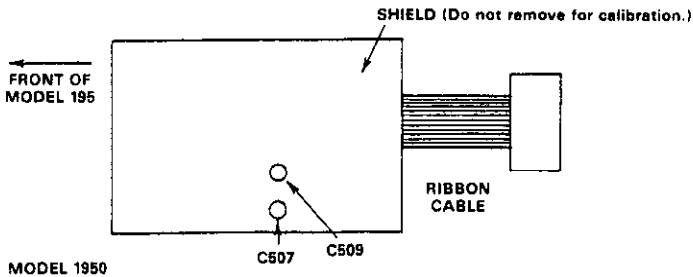 SHIELD (Do not remove for calibration.)
FRONT OF
MODEL 195
RIBBON
CABLE
C507
C509
MODEL 1950